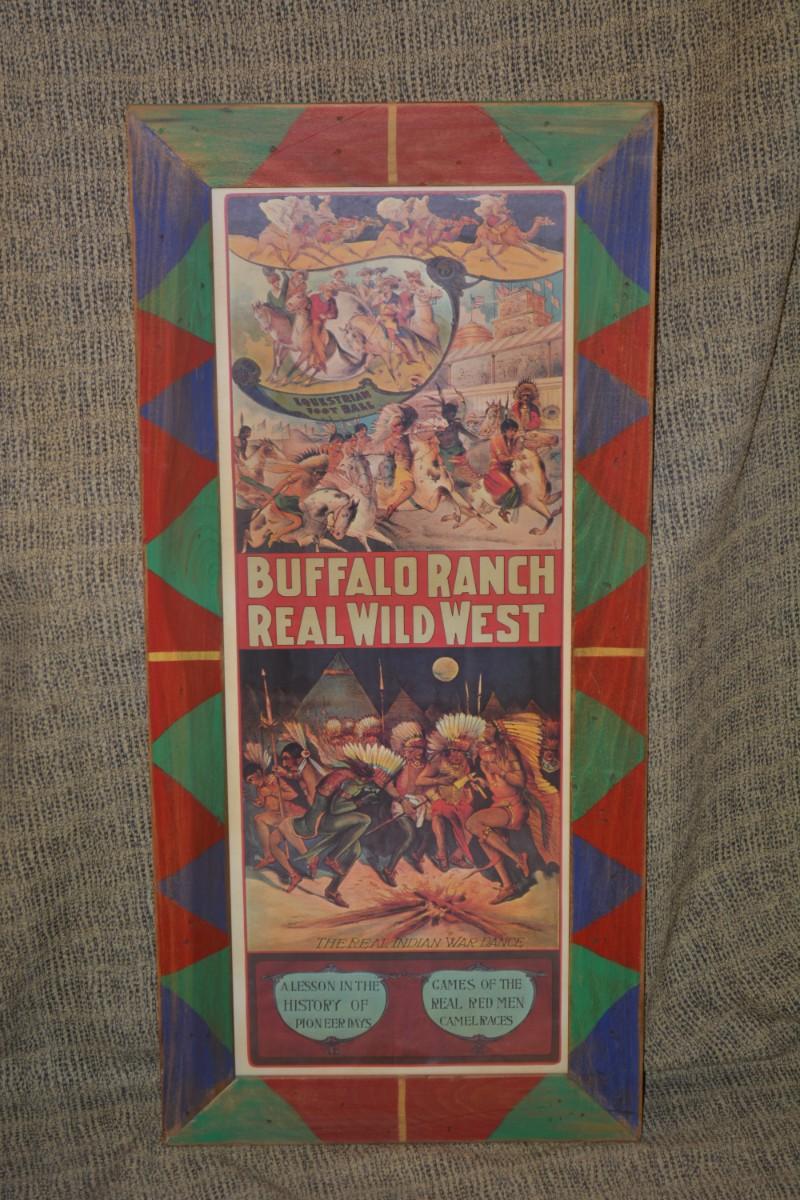 EQUESTRIAN
FOOT BALL
BUFFALO RANCH
REAL WILD WEST
THE REAL INDIAN WAR DANCE
A LESSON IN THE
HISTORY OF
PIONEER DAYS
GAMES OF THE
REAL RED MEN
CAMEL RACES